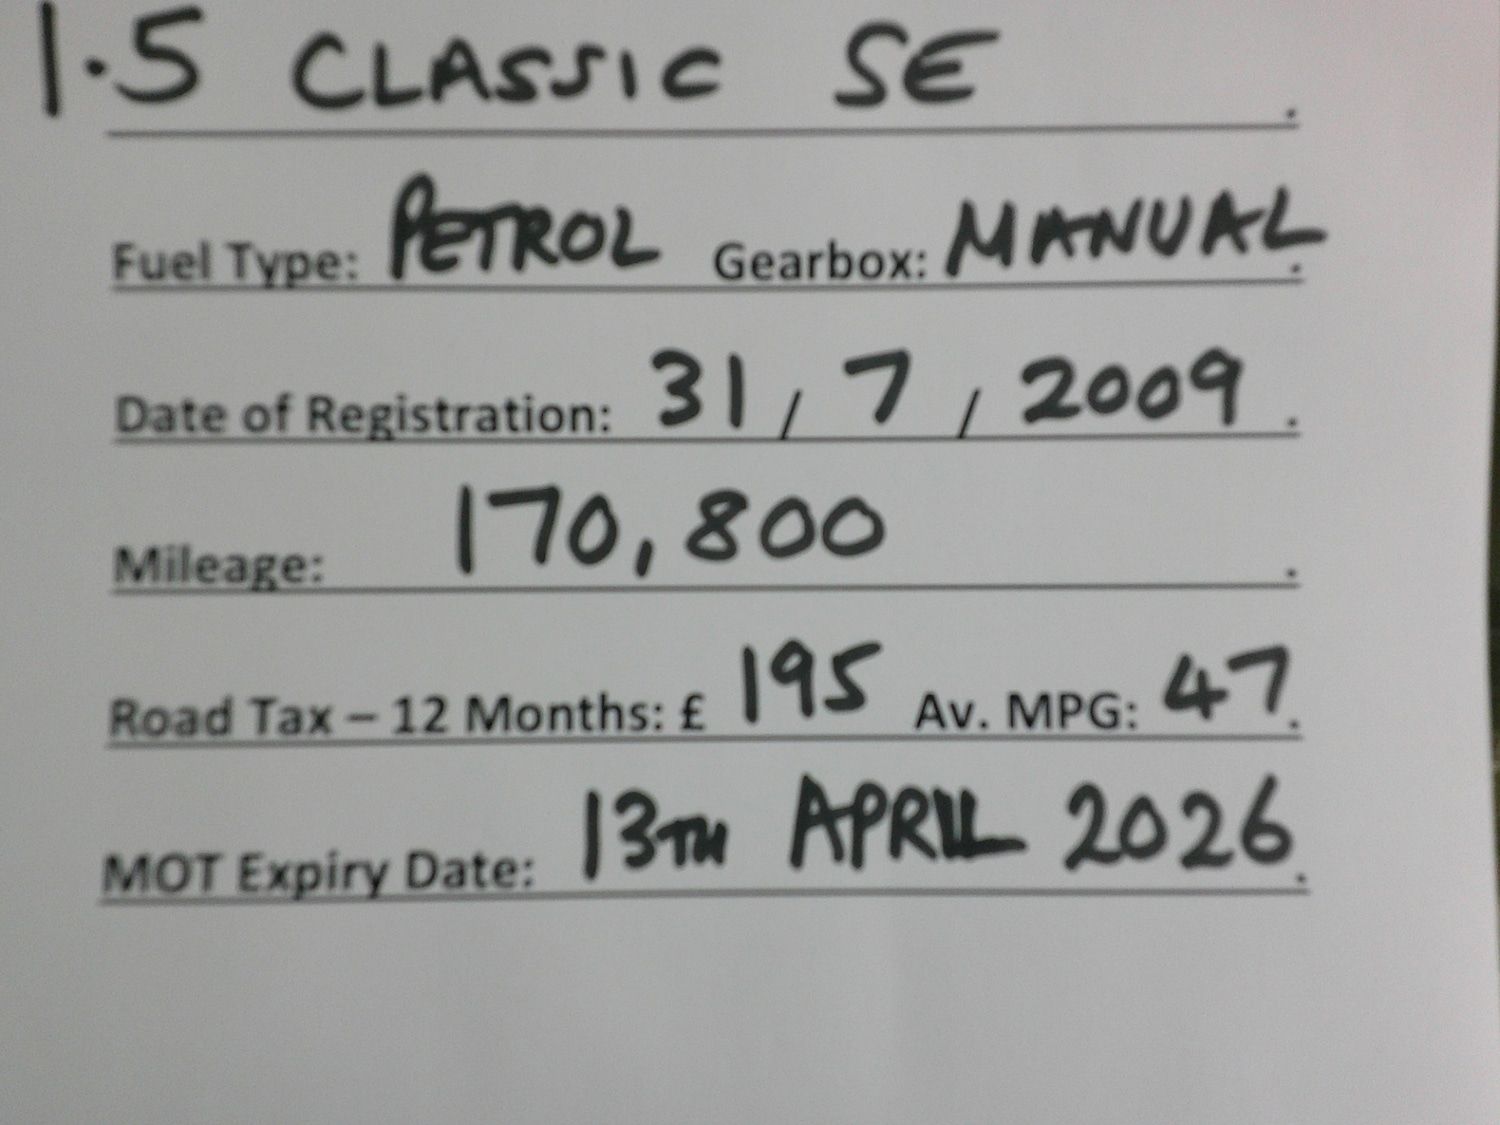 1.5 CLASSIC SE .
Fuel Type: PETROL Gearbox: MANUAL .
Date of Registration: 31 / 7 / 2009 .
Mileage: 170,800 .
Road Tax – 12 Months: £ 195 Av. MPG: 47 .
MOT Expiry Date: 13TH APRIL 2026 .